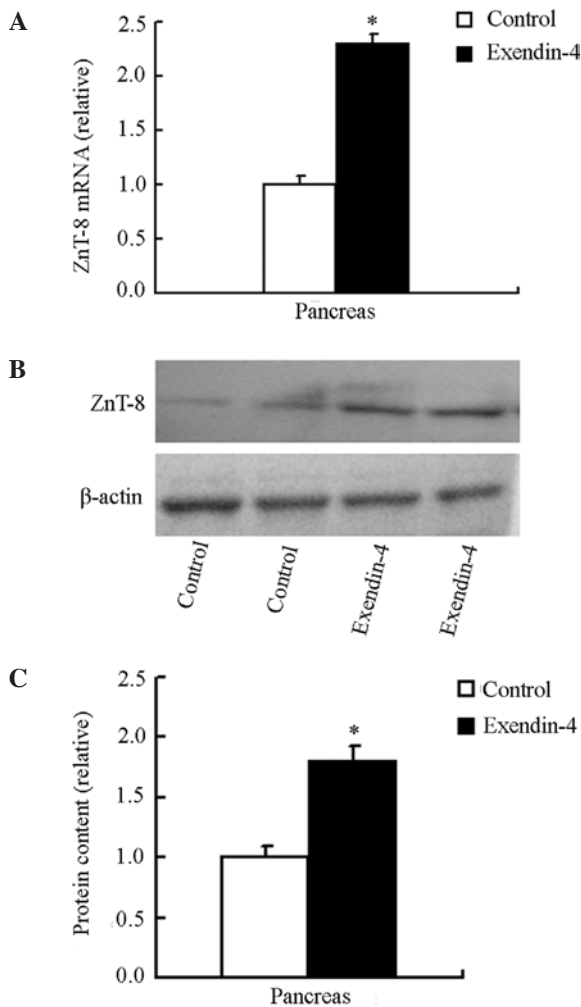 A
ZnT-8 mRNA (relative)
2.5
2.0
1.5
1.0
0.5
0.0
*
Control
Exendin-4
Pancreas
B
ZnT-8
β-actin
Control
Control
Exendin-4
Exendin-4
C
Protein content (relative)
2.5
2.0
1.5
1.0
0.5
0.0
*
Control
Exendin-4
Pancreas